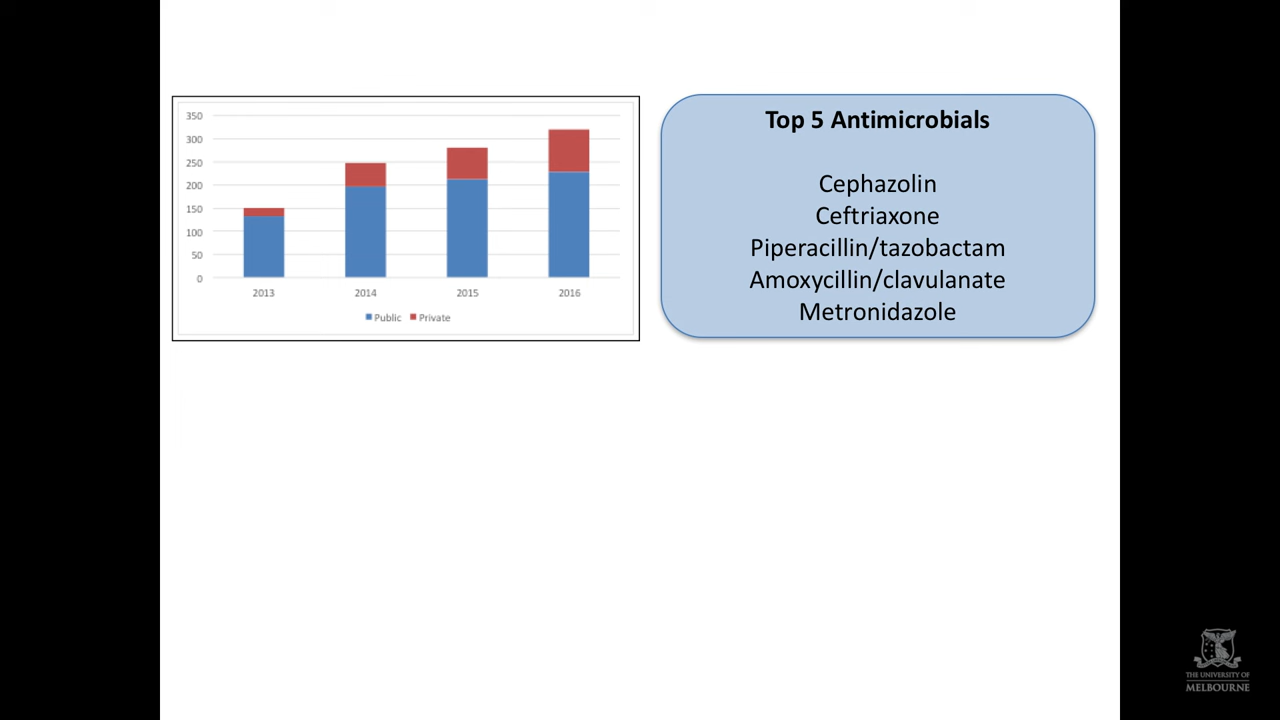 350
300
250
200
150
100
50
0
2013 2014 2015 2016
Public Private
Top 5 Antimicrobials
Cephazolin
Ceftriaxone
Piperacillin/tazobactam
Amoxycillin/clavulanate
Metronidazole
THE UNIVERSITY OF
MELBOURNE